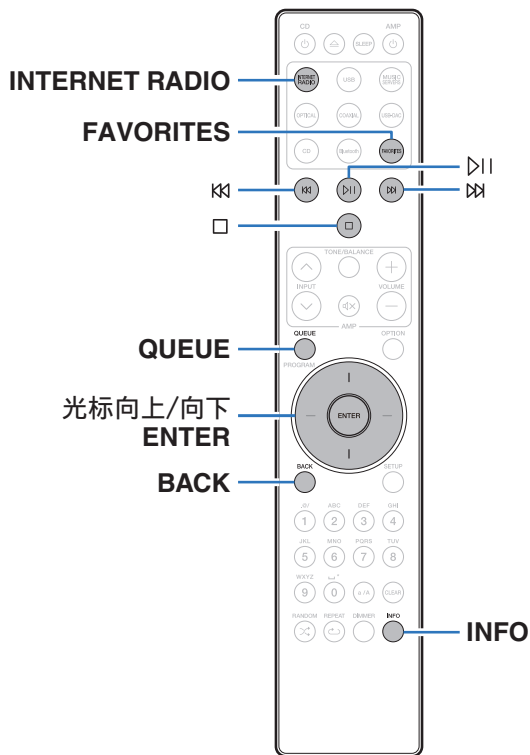 CD AMP
SLEEP
INTERNET RADIO
INTERNET RADIO USB MUSIC SERVERS
OPTICAL COAXIAL USB-DAC
FAVORITES
CD Bluetooth FAVORITES
TONE/BALANCE
INPUT VOLUME
AMP
QUEUE
QUEUE OPTION
PROGRAM
光标向上/向下
ENTER
ENTER
BACK
BACK SETUP
./@/ ABC DEF GHI
1 2 3 4
JKL MNO PQRS TUV
5 6 7 8
WXYZ ␣ *
9 0 a/A CLEAR
RANDOM REPEAT DIMMER INFO
INFO